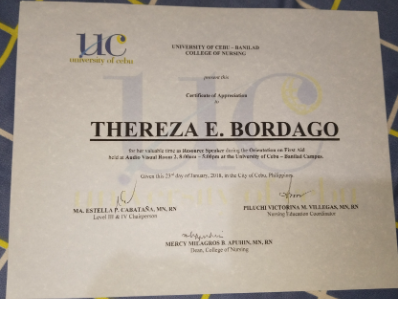 uc
university of cebu
UNIVERSITY OF CEBU - BANILAD
COLLEGE OF NURSING
present this
Certificate of Appreciation
to
THEREZA E. BORDAGO
for her valuable time as Resource Speaker during the Orientation on First Aid
held at Audio Visual Room 2, 8:00am - 5:00pm at the University of Cebu - Banilad Campus.
Given this 23rd day of January, 2018, in the City of Cebu, Philippines
MA. ESTELLA P. CABATAÑA, MN, RN
Level III & IV Chairperson
PILUCHI VICTORINA M. VILLEGAS, MN, RN
Nursing Education Coordinator
MERCY MILAGROS B. APUHIN, MN, RN
Dean, College of Nursing